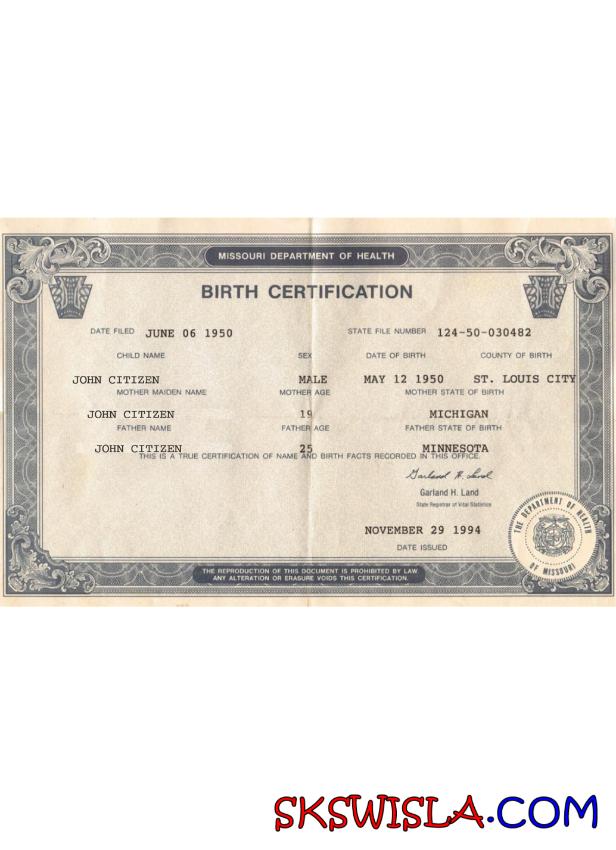 MISSOURI DEPARTMENT OF HEALTH
BIRTH CERTIFICATION
DATE FILED JUNE 06 1950 STATE FILE NUMBER 124-50-030482
CHILD NAME SEX DATE OF BIRTH COUNTY OF BIRTH
JOHN CITIZEN MALE MAY 12 1950 ST. LOUIS CITY
MOTHER MAIDEN NAME MOTHER AGE MOTHER STATE OF BIRTH
JOHN CITIZEN 19 MICHIGAN
FATHER NAME FATHER AGE FATHER STATE OF BIRTH
JOHN CITIZEN 25 MINNESOTA
THIS IS A TRUE CERTIFICATION OF NAME AND BIRTH FACTS RECORDED IN THIS OFFICE.
Garland H. Land
Garland H. Land
State Registrar of Vital Statistics
THE DEPARTMENT OF HEALTH
OF MISSOURI
NOVEMBER 29 1994
DATE ISSUED
THE REPRODUCTION OF THIS DOCUMENT IS PROHIBITED BY LAW
ANY ALTERATION OR ERASURE VOIDS THIS CERTIFICATION.
SKSWISLA.COM